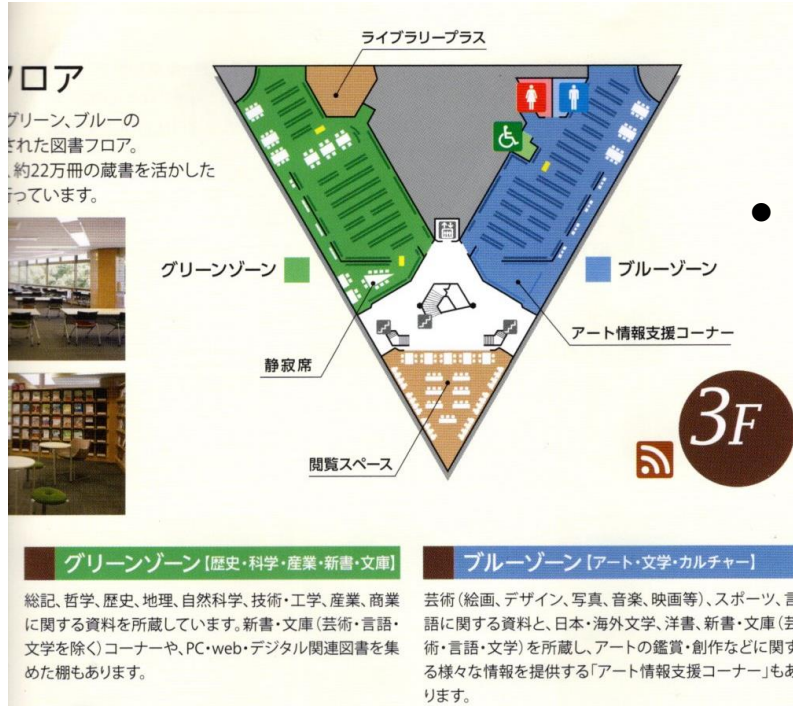 ライブラリープラス
フロア
グリーン、ブルーの
された図書フロア。
、約22万冊の蔵書を活かした
行っています。
グリーンゾーン
ブルーゾーン
アート情報支援コーナー
静寂席
閲覧スペース
3F
グリーンゾーン【歴史・科学・産業・新書・文庫】
総記、哲学、歴史、地理、自然科学、技術・工学、産業、商業
に関する資料を所蔵しています。新書・文庫（芸術・言語・
文学を除く）コーナーや、PC・web・デジタル関連図書を集
めた棚もあります。
ブルーゾーン【アート・文学・カルチャー】
芸術（絵画、デザイン、写真、音楽、映画等）、スポーツ、言
語に関する資料と、日本・海外文学、洋書、新書・文庫（芸
術・言語・文学）を所蔵し、アートの鑑賞・創作などに関す
る様々な情報を提供する「アート情報支援コーナー」もあ
ります。